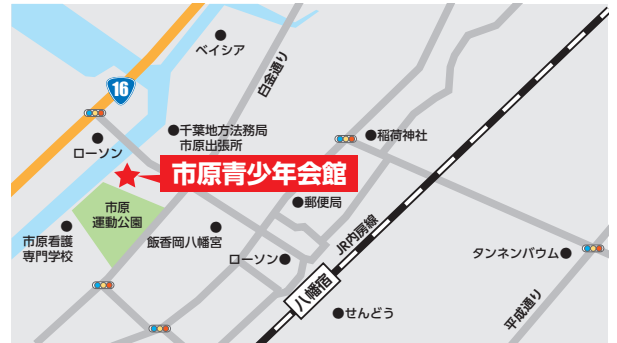 ベイシア
白金通り
16
千葉地方法務局
市原出張所
稲荷神社
ローソン
市原青少年会館
市原
運動公園
郵便局
市原看護
専門学校
飯香岡八幡宮
JR内房線
ローソン
タンネンバウム
八幡宿
せんどう
平成通り